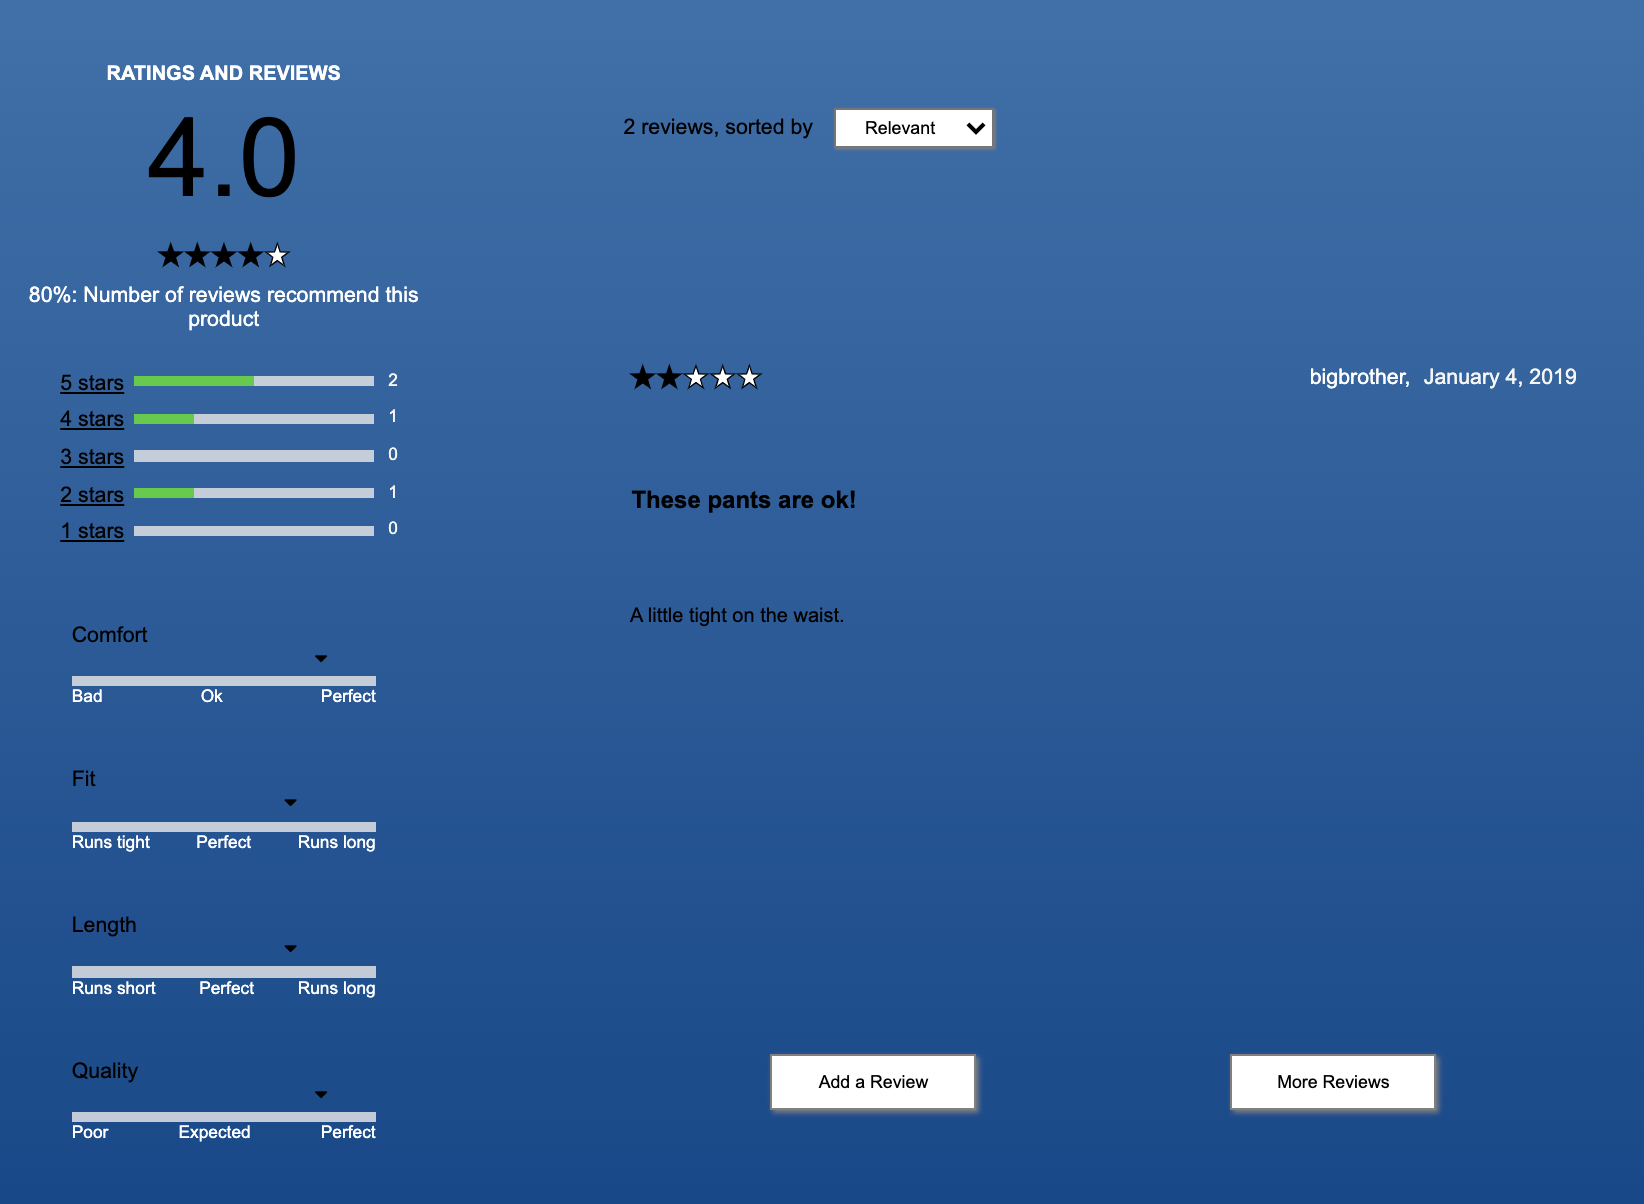 RATINGS AND REVIEWS
4.0
80%: Number of reviews recommend this
product
5 stars 2
4 stars 1
3 stars 0
2 stars 1
1 stars 0
Comfort
Bad Ok Perfect
Fit
Runs tight Perfect Runs long
Length
Runs short Perfect Runs long
Quality
Poor Expected Perfect
2 reviews, sorted by Relevant
bigbrother, January 4, 2019
These pants are ok!
A little tight on the waist.
Add a Review
More Reviews